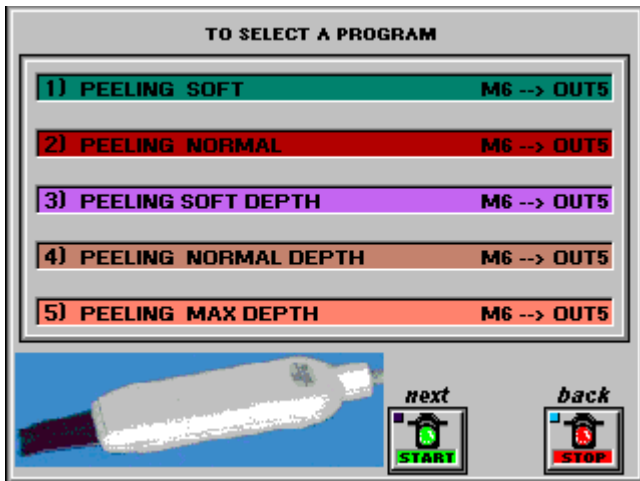 TO SELECT A PROGRAM
1) PEELING SOFT M6 --> OUT5
2) PEELING NORMAL M6 --> OUT5
3) PEELING SOFT DEPTH M6 --> OUT5
4) PEELING NORMAL DEPTH M6 --> OUT5
5) PEELING MAX DEPTH M6 --> OUT5
next back
START STOP